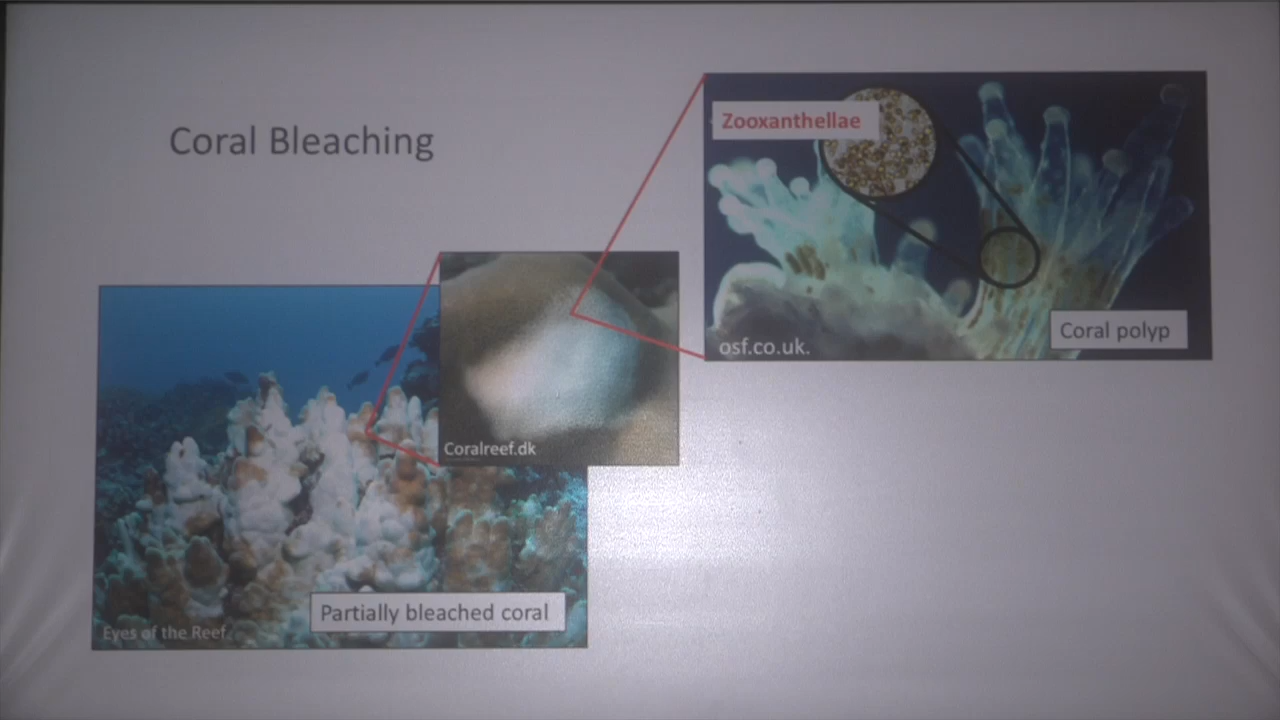 Coral Bleaching
Zooxanthellae
Coral polyp
osf.co.uk.
Coralreef.dk
Partially bleached coral
Eyes of the Reef